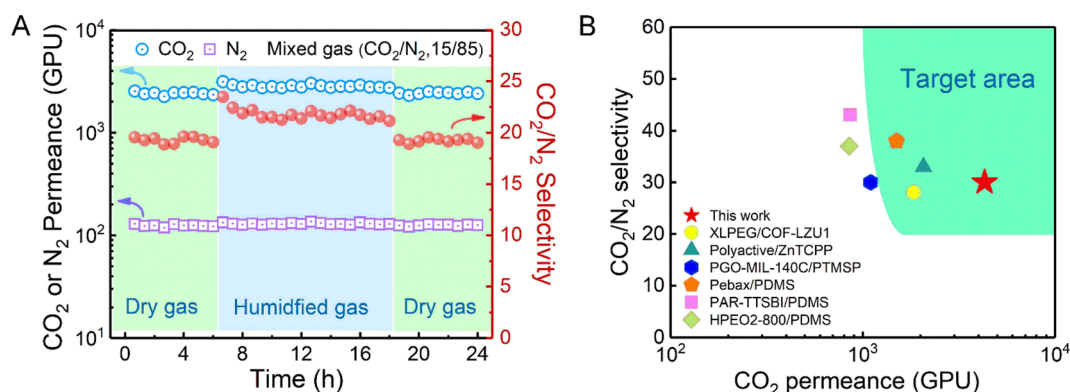 A
CO₂ or N₂ Permeance (GPU)
10⁴
10³
10²
10¹
CO₂ N₂ Mixed gas (CO₂/N₂,15/85)
Dry gas
Humidfied gas
Dry gas
0 4 8 12 16 20 24
Time (h)
30
25
20
15
10
5
0
CO₂/N₂ Selectivity
B
CO₂/N₂ selectivity
60
50
40
30
20
10
0
Target area
This work
XLPEG/COF-LZU1
Polyactive/ZnTCPP
PGO-MIL-140C/PTMSP
Pebax/PDMS
PAR-TTSBI/PDMS
HPEO2-800/PDMS
10² 10³ 10⁴
CO₂ permeance (GPU)